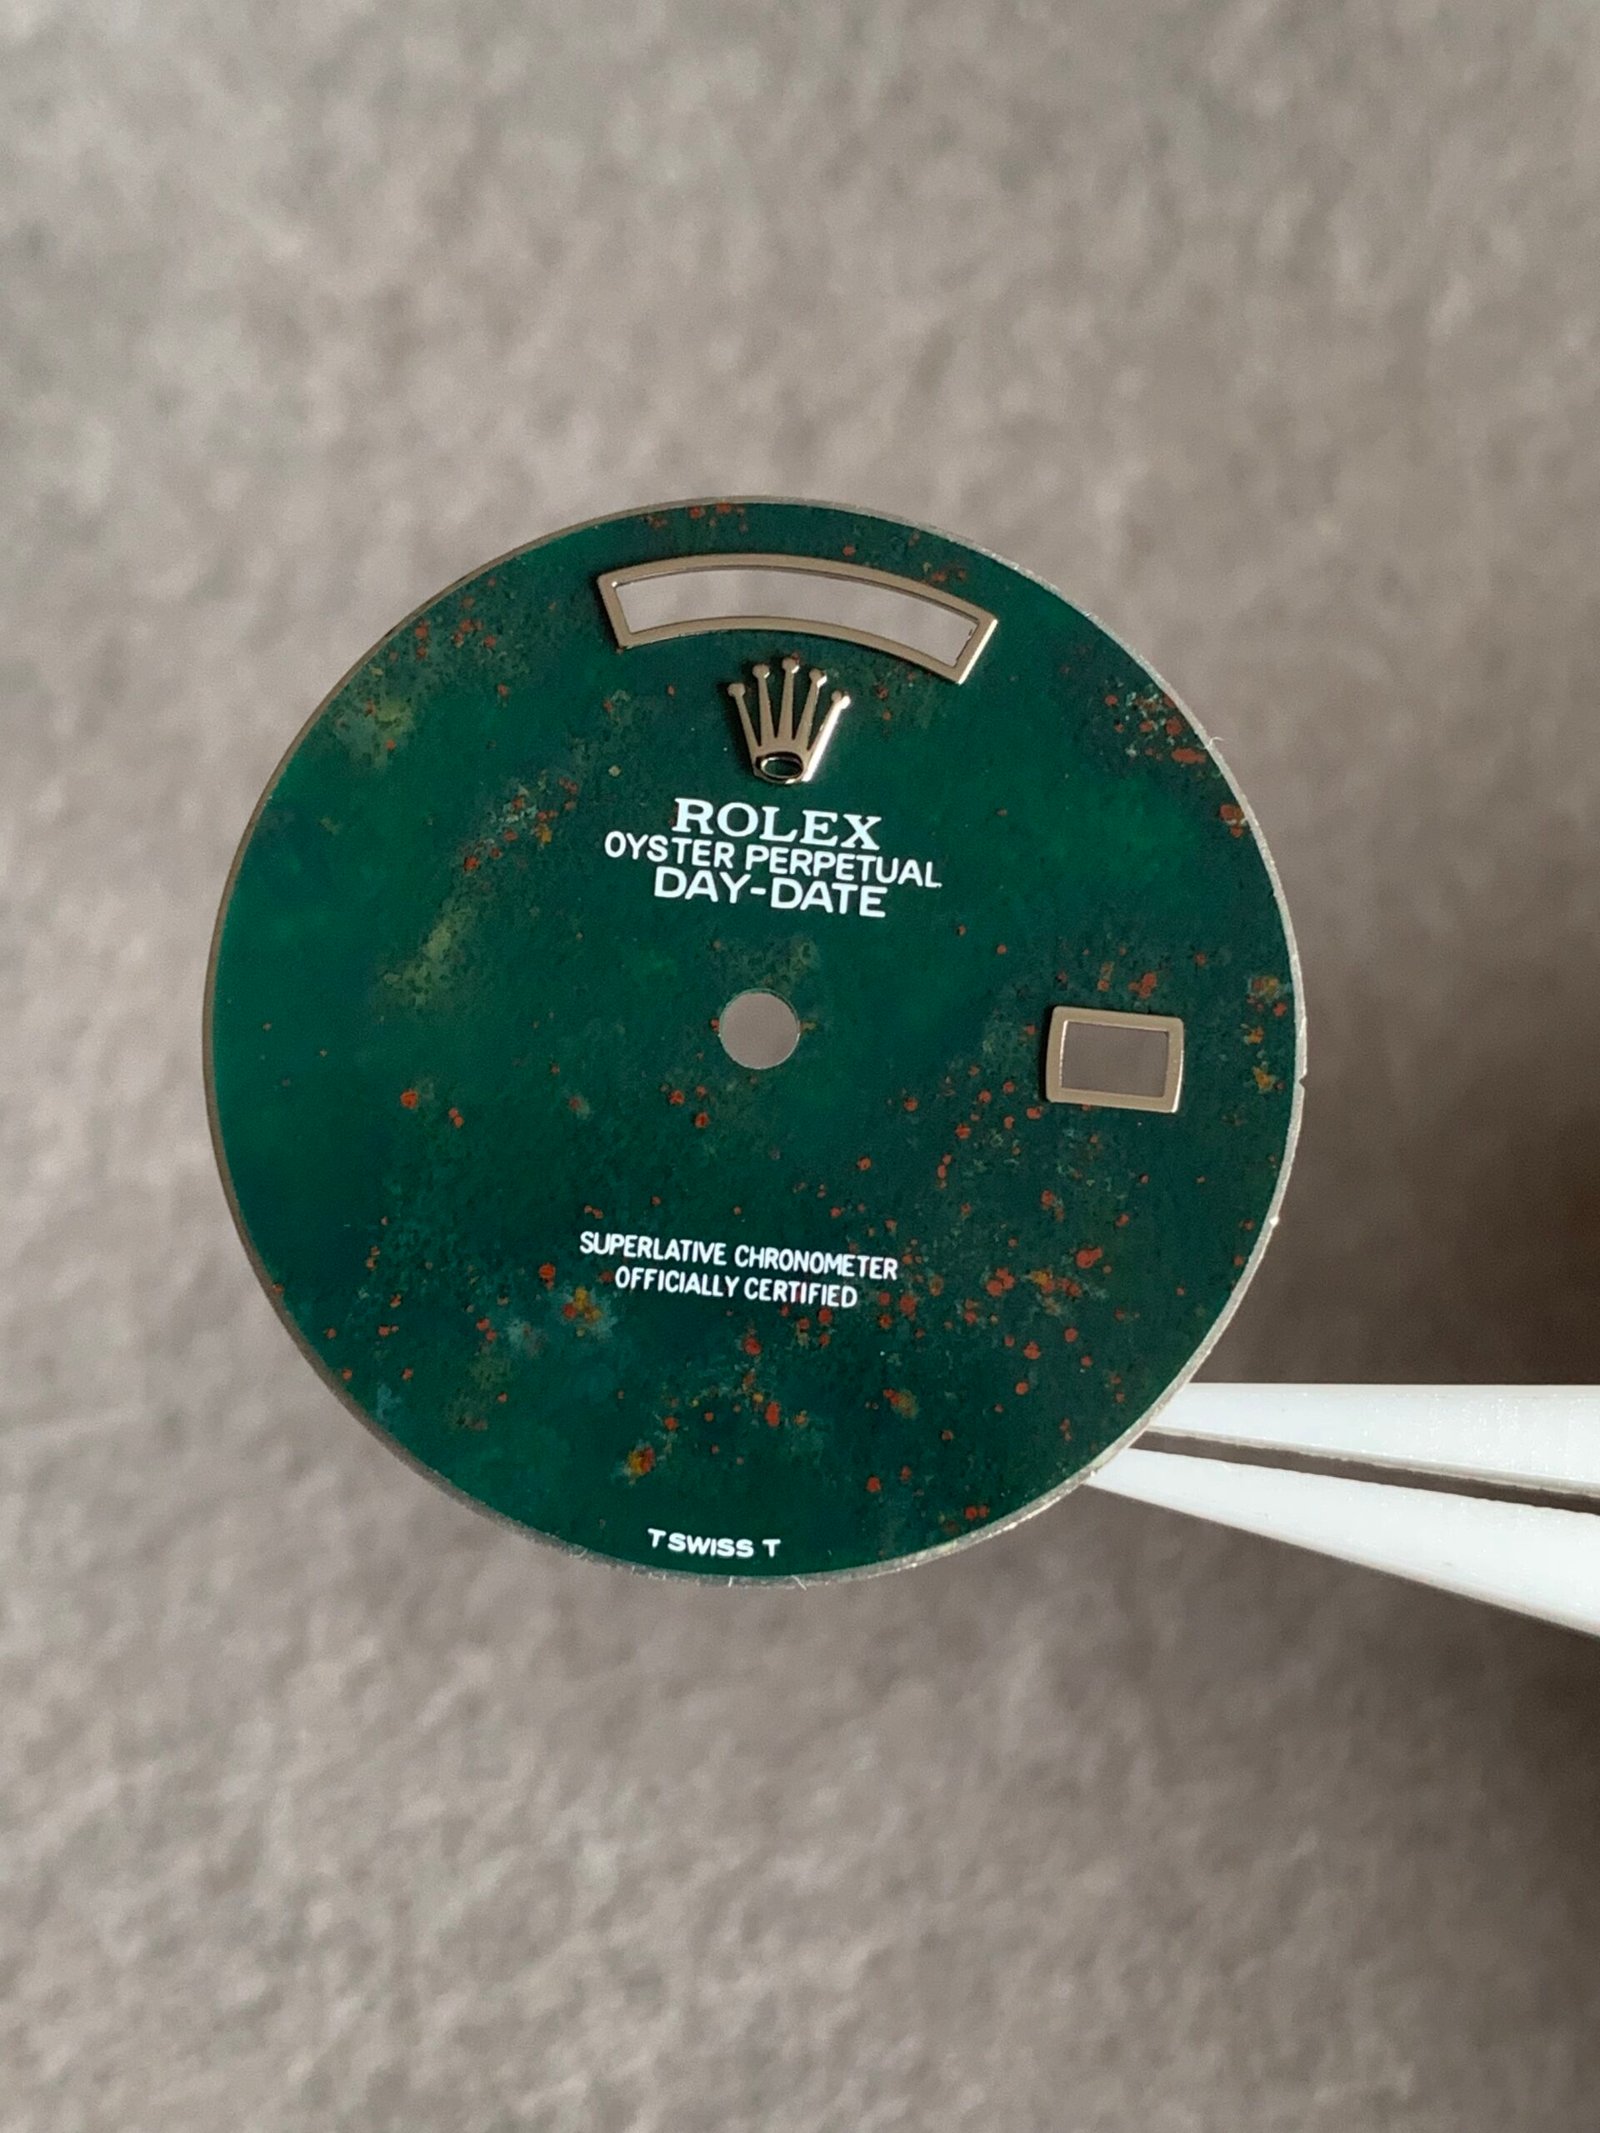 ROLEX
OYSTER PERPETUAL
DAY-DATE
SUPERLATIVE CHRONOMETER
OFFICIALLY CERTIFIED
T SWISS T